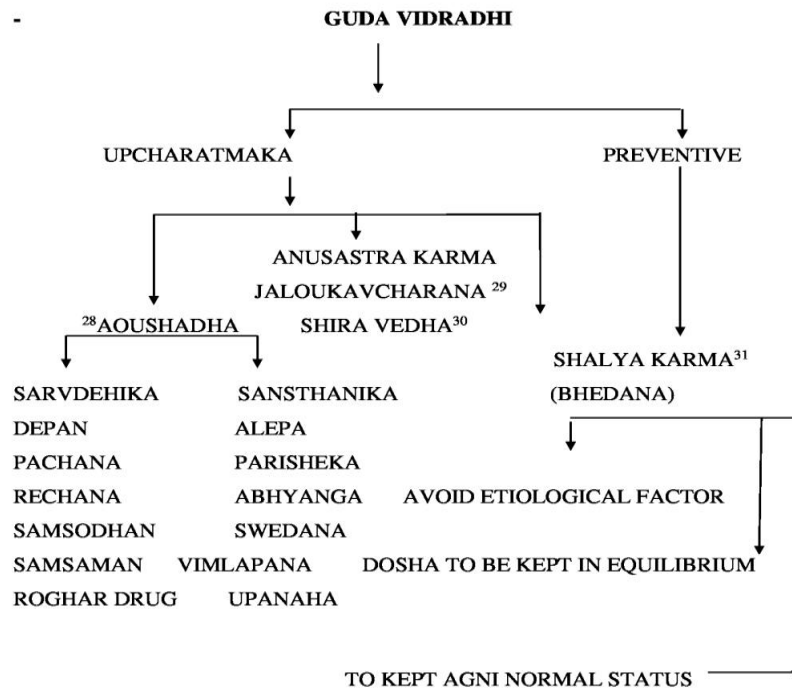 - GUDA VIDRADHI
UPCHARATMAKA PREVENTIVE
ANUSASTRA KARMA
JALOUKAVCHARANA 29
28AOUSHADHA SHIRA VEDHA30
SHALYA KARMA31
SARVDEHIKA SANSTHANIKA (BHEDANA)
DEPAN ALEPA
PACHANA PARISHEKA
RECHANA ABHYANGA AVOID ETIOLOGICAL FACTOR
SAMSODHAN SWEDANA
SAMSAMAN VIMLAPANA DOSHA TO BE KEPT IN EQUILIBRIUM
ROGHAR DRUG UPANAHA
TO KEPT AGNI NORMAL STATUS